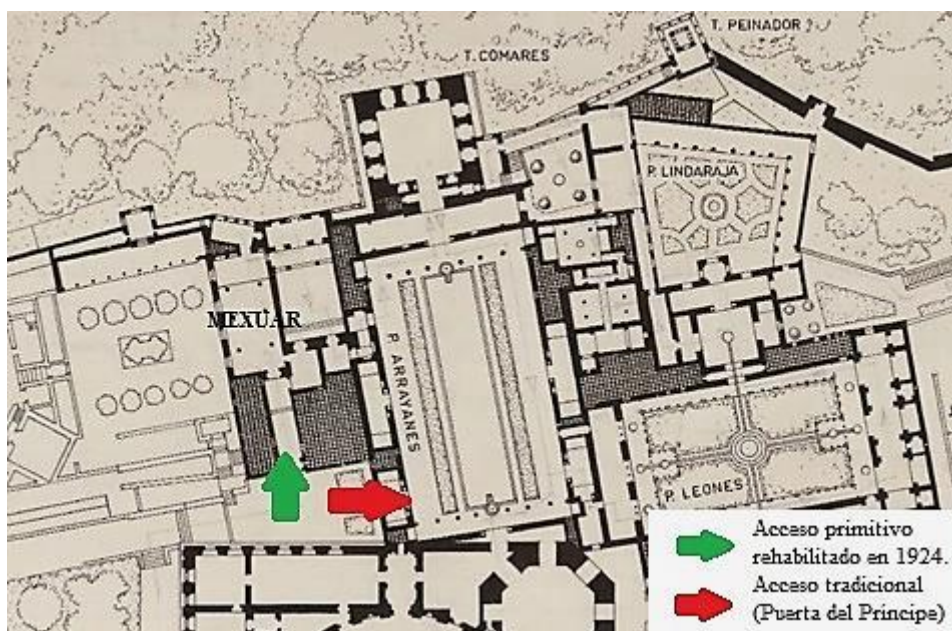 T. PEINADOR ?
T. COMARES
P. LINDARAJA
MEXUAR
P. ARRAYANES
P. LEONES
Acceso primitivo
rehabilitado en 1924.
Acceso tradicional
(Puerta del Principe)